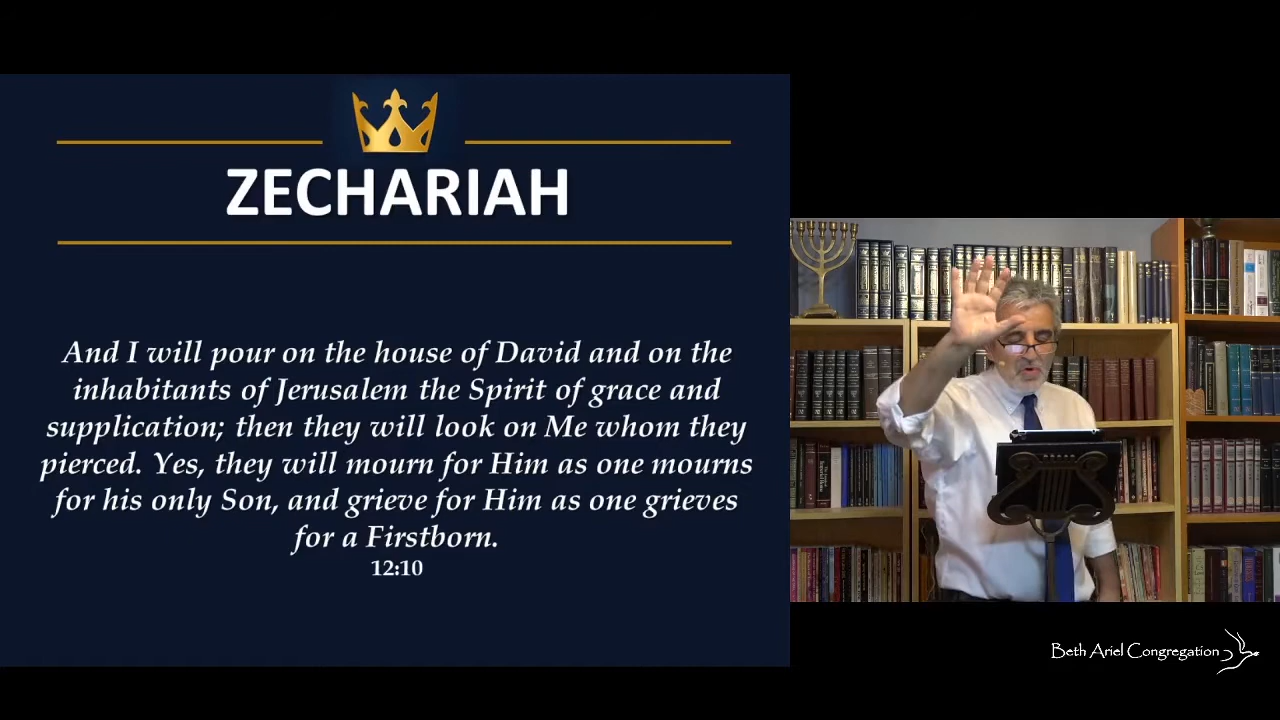 ZECHARIAH
And I will pour on the house of David and on the
inhabitants of Jerusalem the Spirit of grace and
supplication; then they will look on Me whom they
pierced. Yes, they will mourn for Him as one mourns
for his only Son, and grieve for Him as one grieves
for a Firstborn.
12:10
Beth Ariel Congregation